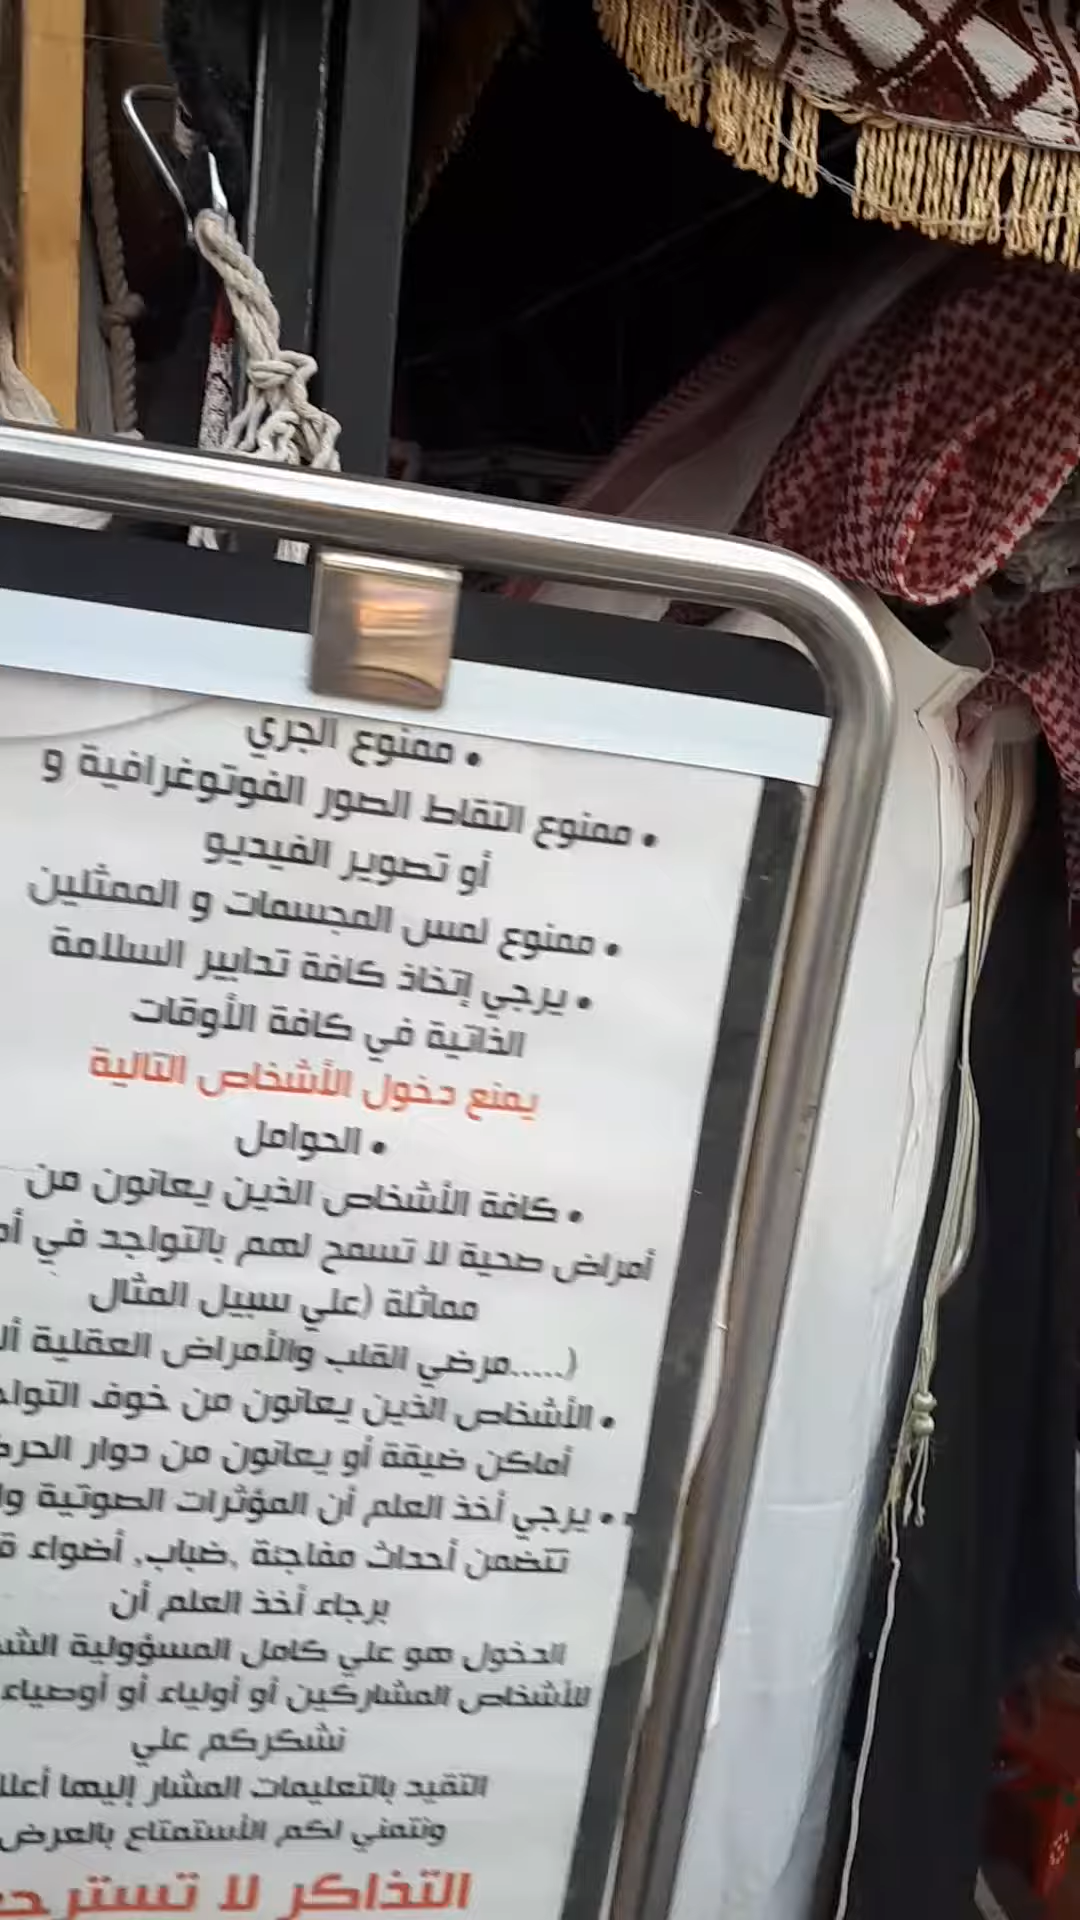 • ممنوع الجري
• ممنوع التقاط الصور الفوتوغرافية و
أو تصوير الفيديو
• ممنوع لمس المجسمات و الممثلين
• يرجي إتخاذ كافة تدابير السلامة
الذاتية في كافة الأوقات
يمنع دخول الأشخاص التالية
• الحوامل
• كافة الأشخاص الذين يعانون من
أمراض صحية لا تسمح لهم بالتواجد في
مماثلة (علي سبيل المثال
(.....مرضي القلب والأمراض العقلية
• الأشخاص الذين يعانون من خوف
أماكن ضيقة أو يعانون من دوار
• يرجي أخذ العلم أن المؤثرات الصوتية
تتضمن أحداث مفاجئة ,ضباب, أضواء
برجاء أخذ العلم أن
الدخول هو علي كامل المسؤولية
للأشخاص المشاركين أو أولياء أو أوصياء
نشكركم علي
التقيد بالتعليمات المشار إليها
ونتمني لكم الأستمتاع بالعرض
التذاكر لا